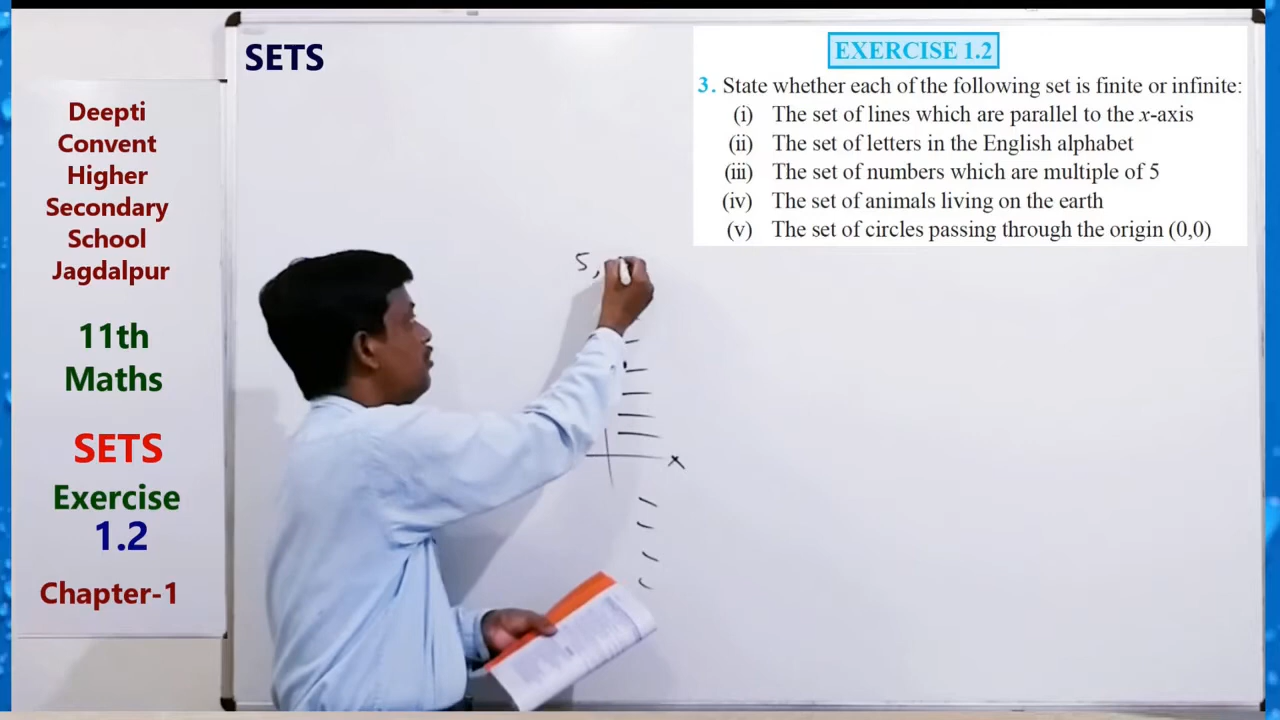 SETS
Deepti
Convent
Higher
Secondary
School
Jagdalpur
11th
Maths
SETS
Exercise
1.2
Chapter-1
EXERCISE 1.2
3. State whether each of the following set is finite or infinite:
(i) The set of lines which are parallel to the x-axis
(ii) The set of letters in the English alphabet
(iii) The set of numbers which are multiple of 5
(iv) The set of animals living on the earth
(v) The set of circles passing through the origin (0,0)
5,
x